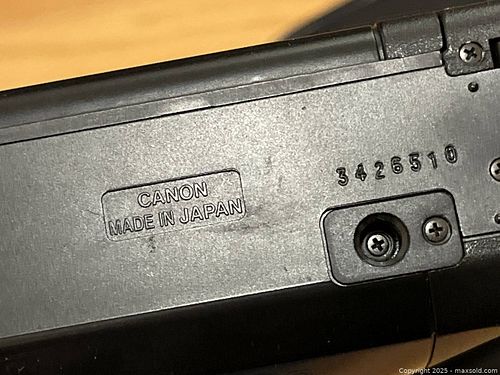 CANON
MADE IN JAPAN
3426510
Copyright 2025 - maxsold.com